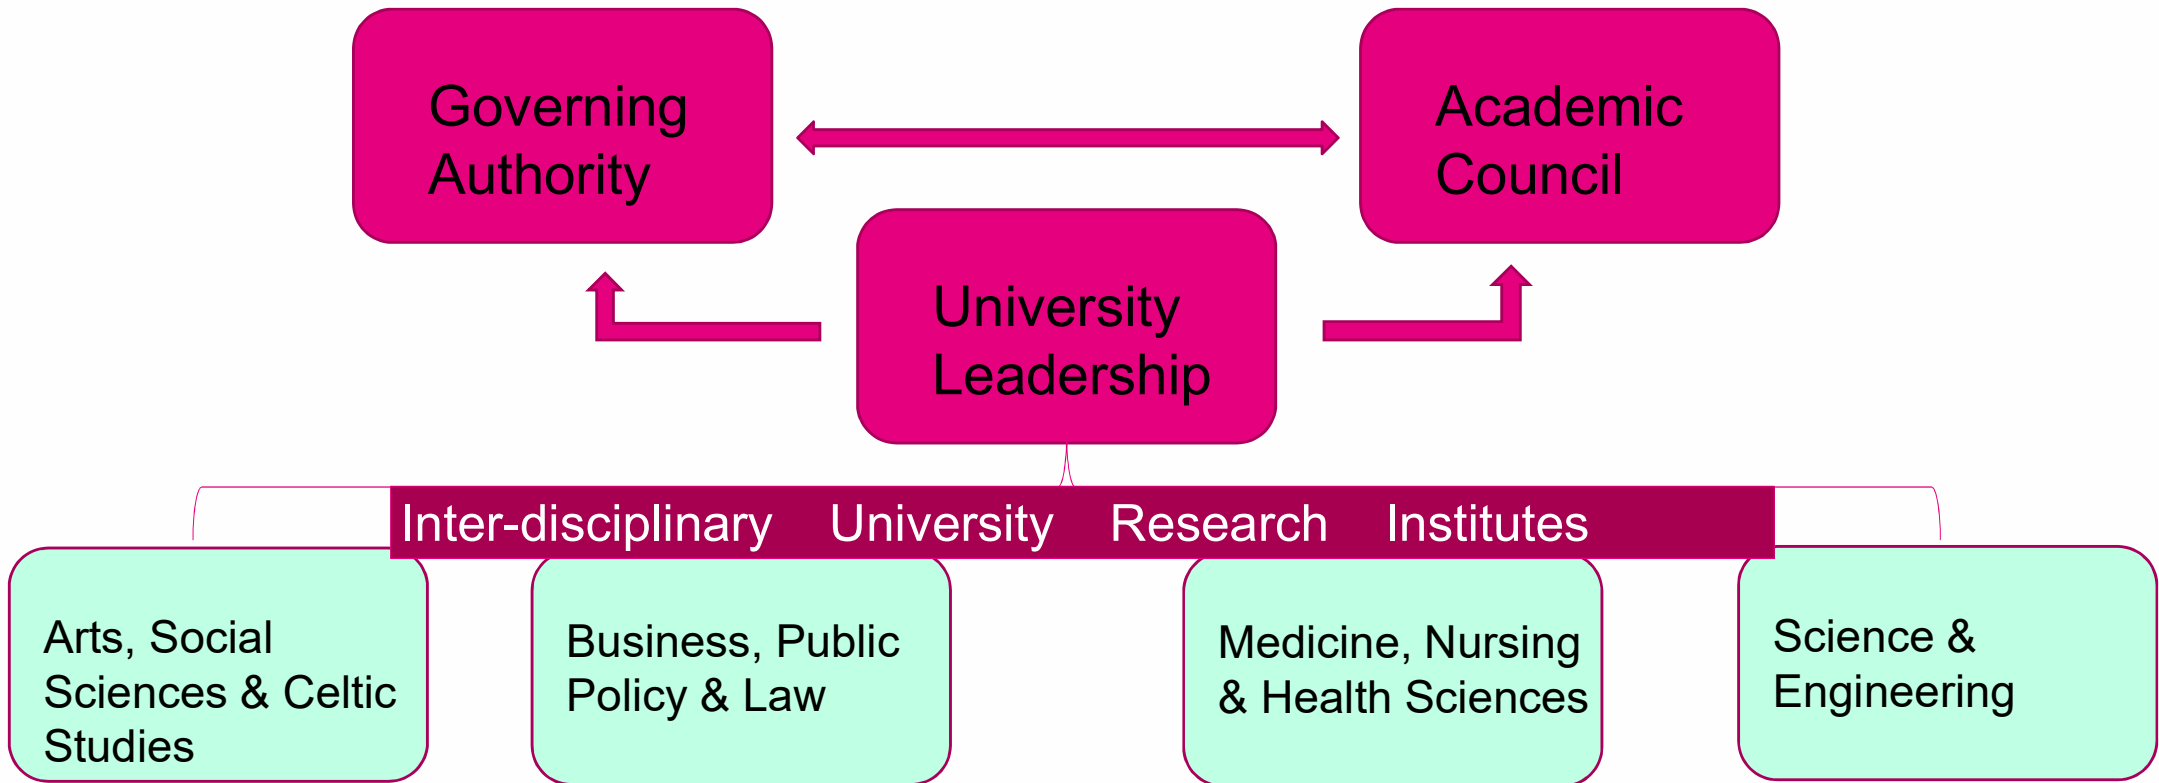 Governing
Authority
Academic
Council
University
Leadership
Inter-disciplinary University Research Institutes
Arts, Social
Sciences & Celtic
Studies
Business, Public
Policy & Law
Medicine, Nursing
& Health Sciences
Science &
Engineering